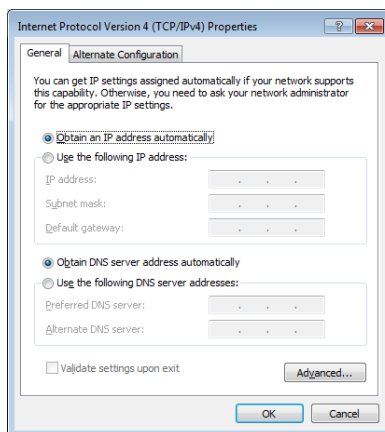 Internet Protocol Version 4 (TCP/IPv4) Properties
General
Alternate Configuration
You can get IP settings assigned automatically if your network supports
this capability. Otherwise, you need to ask your network administrator
for the appropriate IP settings.
Obtain an IP address automatically
Use the following IP address:
IP address:
Subnet mask:
Default gateway:
Obtain DNS server address automatically
Use the following DNS server addresses:
Preferred DNS server:
Alternate DNS server:
Validate settings upon exit
Advanced...
OK
Cancel